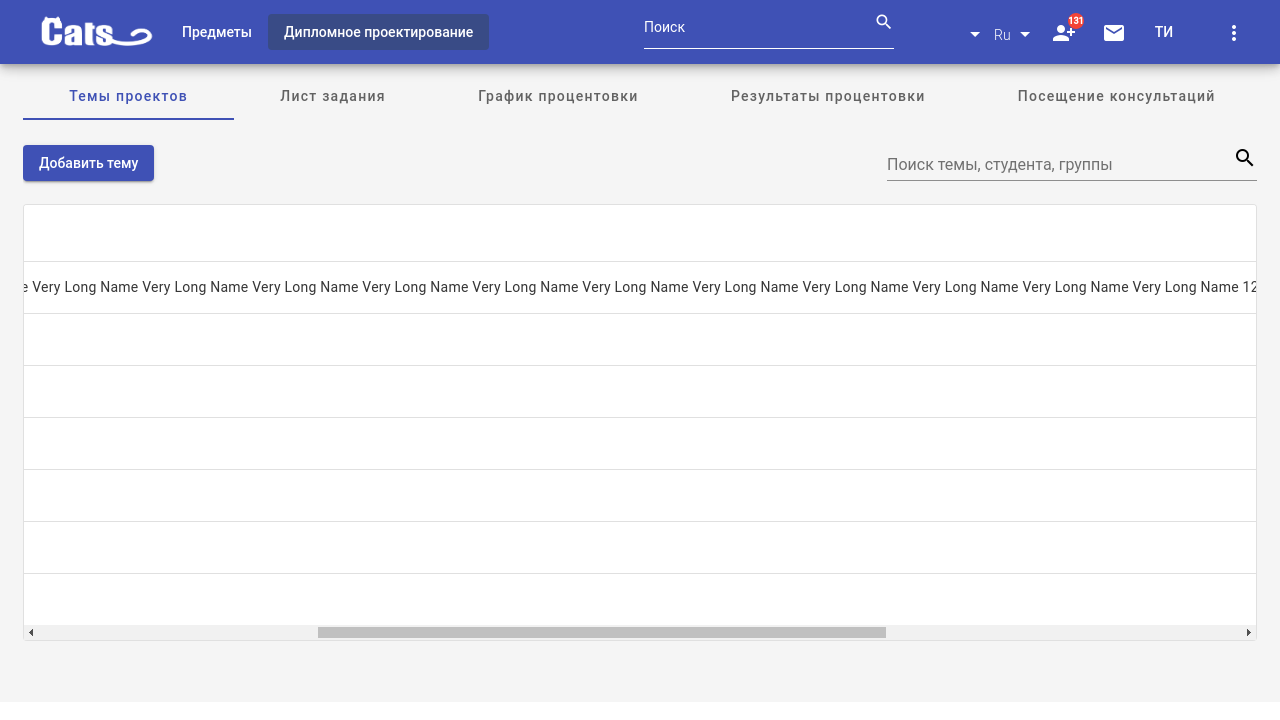 Cats Предметы Дипломное проектирование Поиск Ru 131 ТИ
Темы проектов Лист задания График процентовки Результаты процентовки Посещение консультаций
Добавить тему Поиск темы, студента, группы
e Very Long Name Very Long Name Very Long Name Very Long Name Very Long Name Very Long Name Very Long Name Very Long Name Very Long Name Very Long Name Very Long Name 12